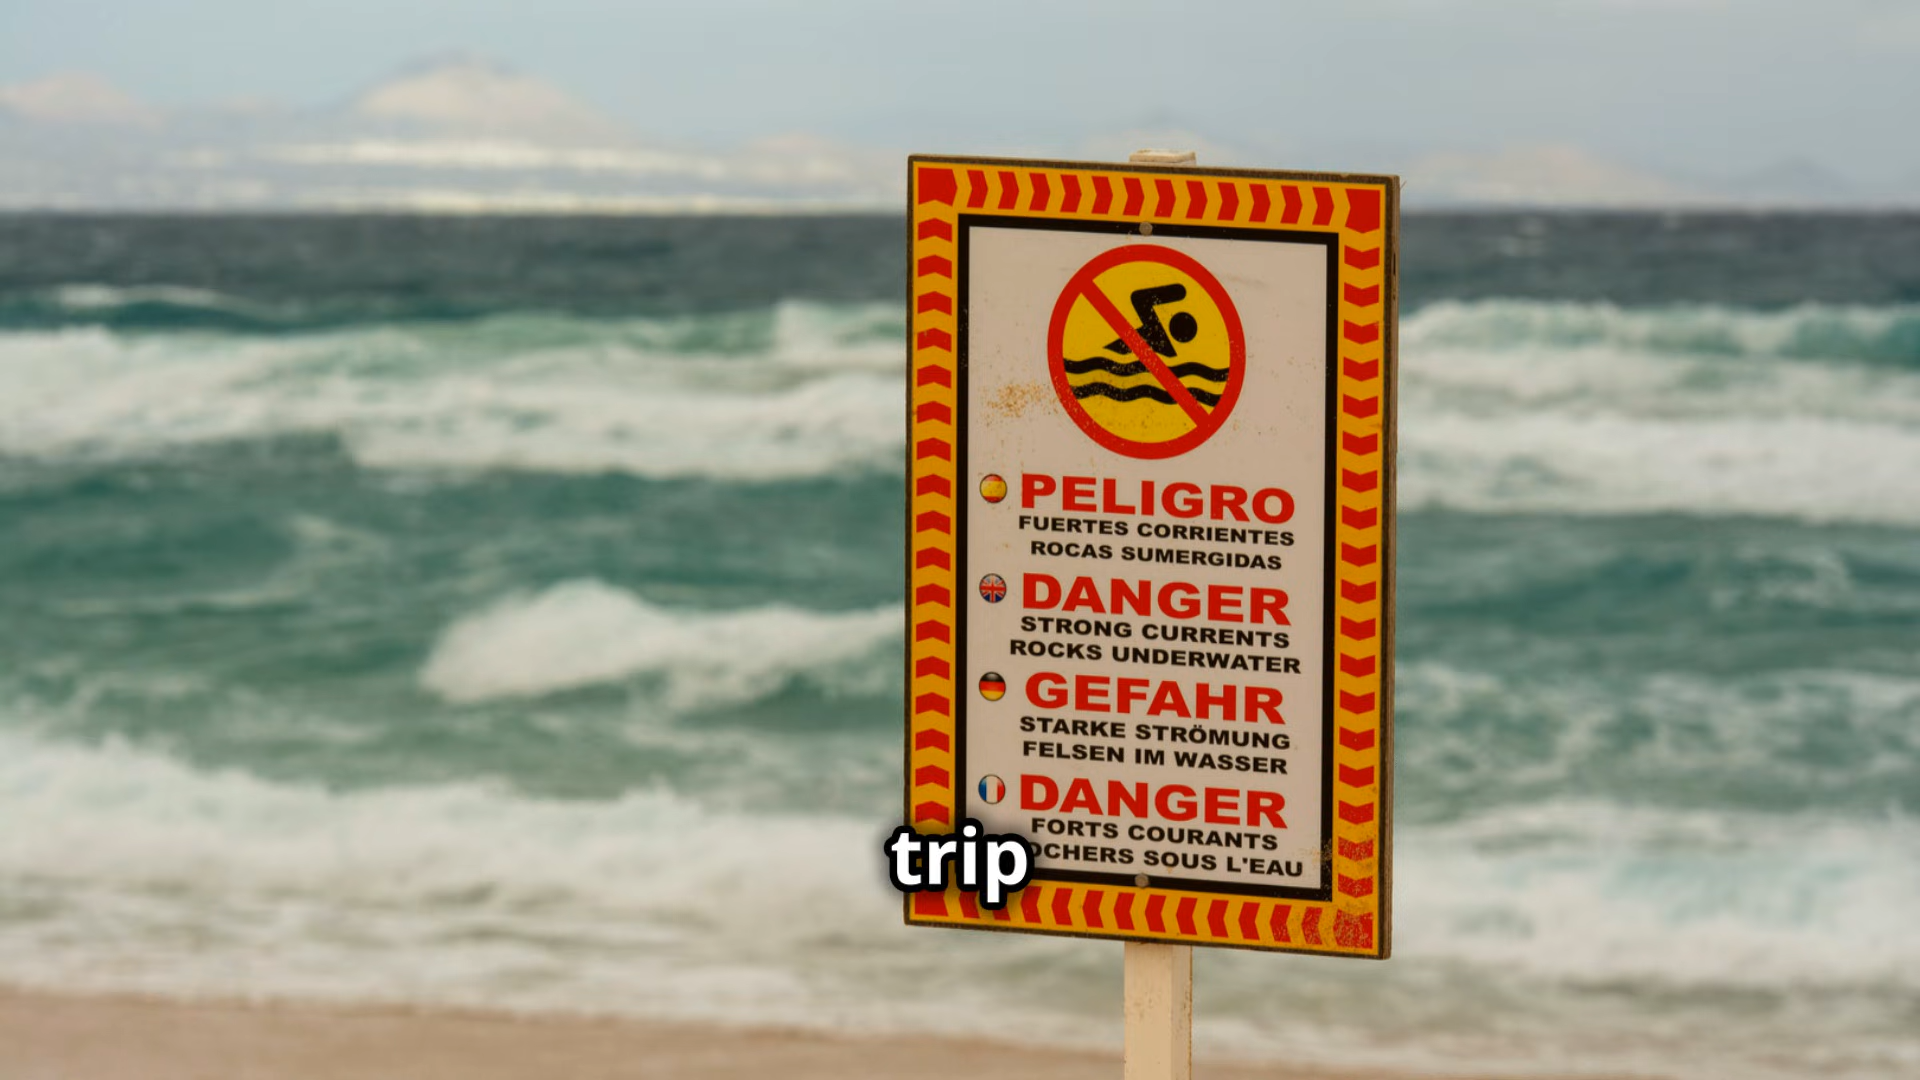 PELIGRO
FUERTES CORRIENTES
ROCAS SUMERGIDAS
DANGER
STRONG CURRENTS
ROCKS UNDERWATER
GEFAHR
STARKE STRÖMUNG
FELSEN IM WASSER
DANGER
FORTS COURANTS
SOUS L'EAU
trip